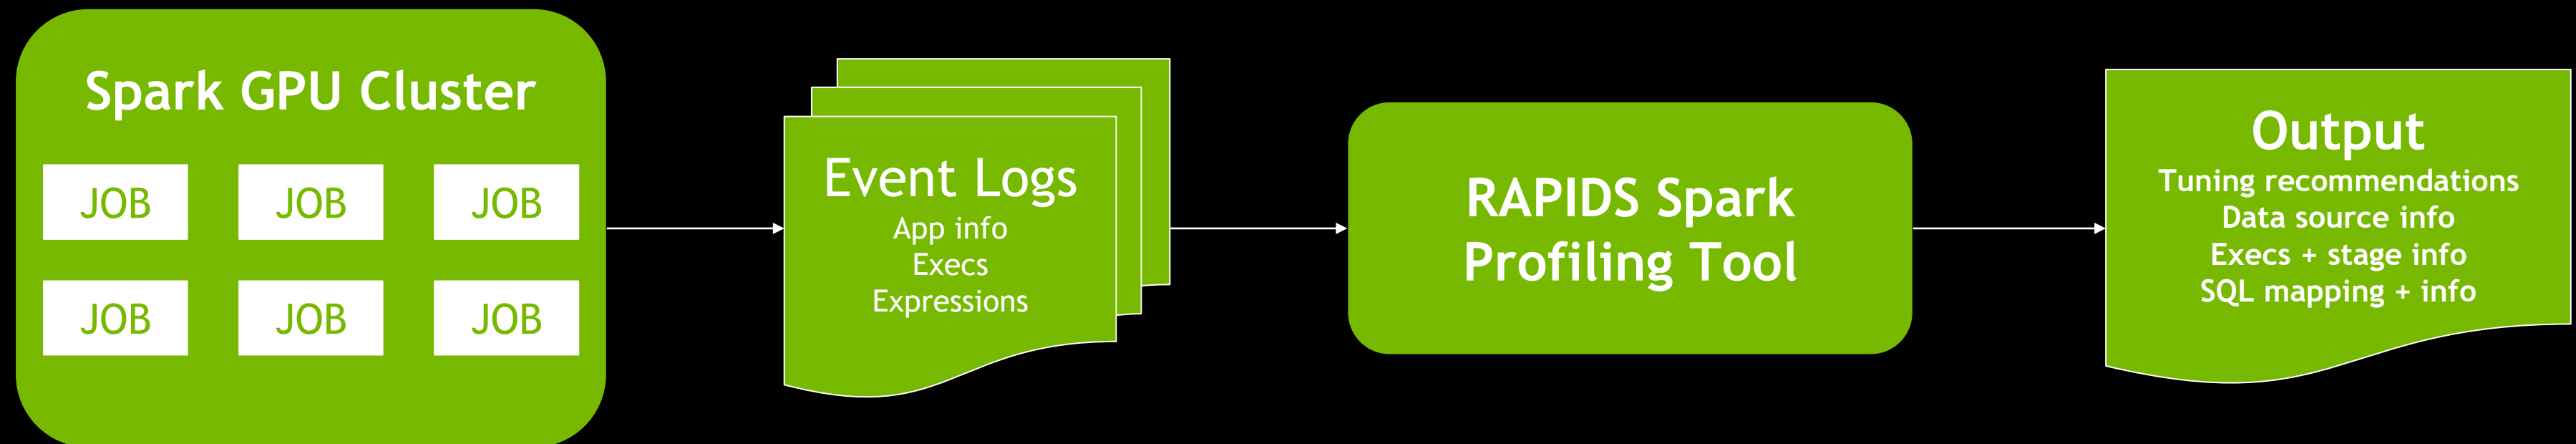 Spark GPU Cluster
JOB JOB JOB
JOB JOB JOB
Event Logs
App info
Execs
Expressions
RAPIDS Spark
Profiling Tool
Output
Tuning recommendations
Data source info
Execs + stage info
SQL mapping + info